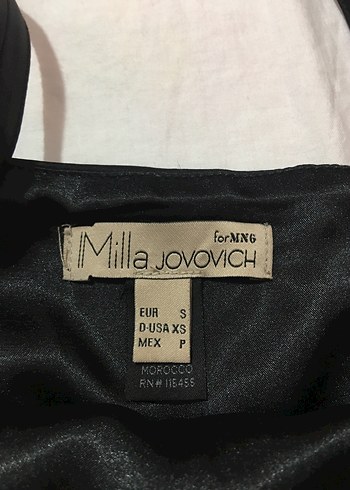 for MNG
Milla JOVOVICH
EUR S
D-USA XS
MEX P
MOROCCO
RN# 115455